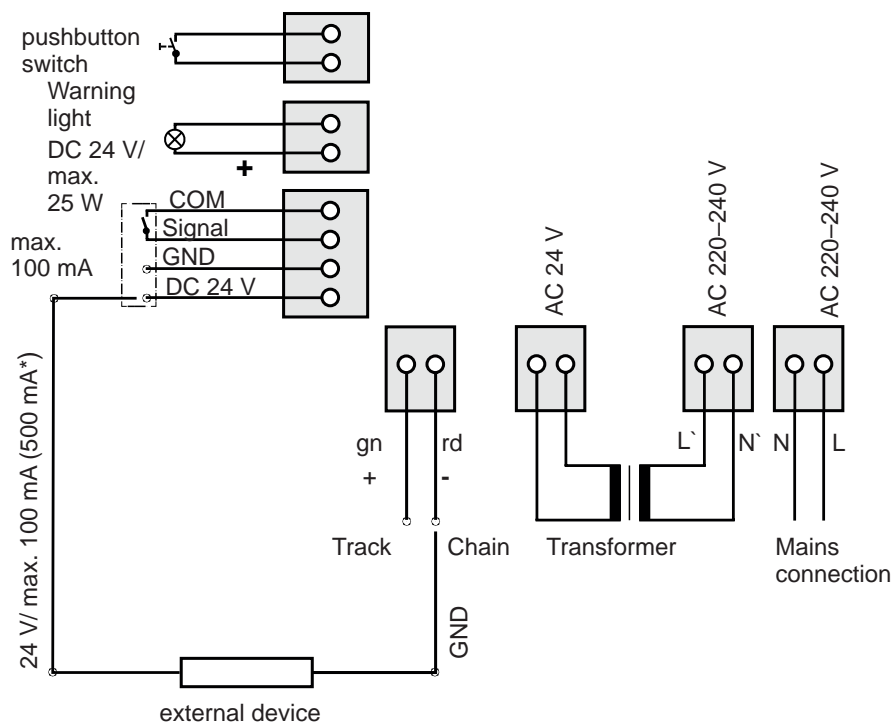 pushbutton
switch
Warning
light
DC 24 V/
max.
25 W
+
COM
Signal
GND
DC 24 V
max.
100 mA
24 V/ max. 100 mA (500 mA*)
AC 24 V
AC 220–240 V
AC 220–240 V
gn
rd
+
-
L`
N`
N
L
Track
Chain
Transformer
Mains
connection
GND
external device